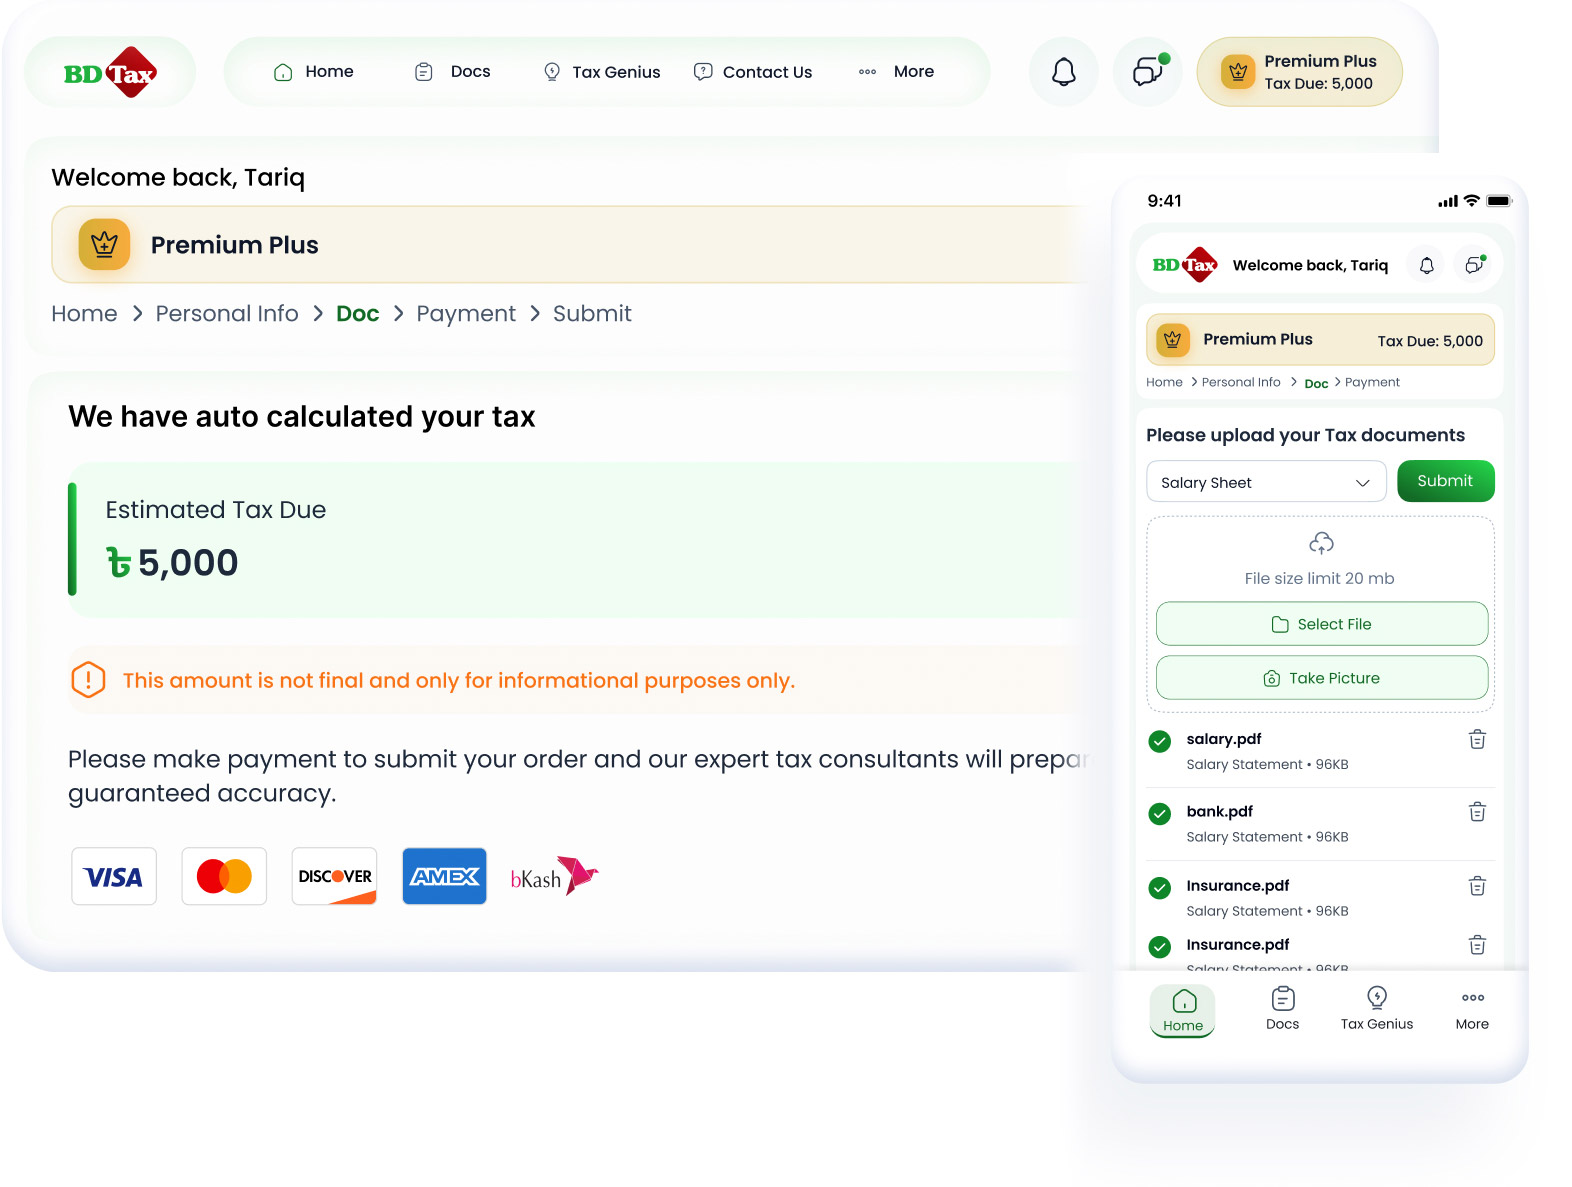 BD Tax
Home
Docs
Tax Genius
Contact Us
More
Premium Plus
Tax Due: 5,000
Welcome back, Tariq
Premium Plus
Home > Personal Info > Doc > Payment > Submit
We have auto calculated your tax
Estimated Tax Due
৳ 5,000
This amount is not final and only for informational purposes only.
Please make payment to submit your order and our expert tax consultants will prepar
guaranteed accuracy.
VISA
DISCOVER
AMEX
bKash
9:41
BD Tax
Welcome back, Tariq
Premium Plus
Tax Due: 5,000
Home > Personal Info > Doc > Payment
Please upload your Tax documents
Salary Sheet
Submit
File size limit 20 mb
Select File
Take Picture
salary.pdf
Salary Statement • 96KB
bank.pdf
Salary Statement • 96KB
Insurance.pdf
Salary Statement • 96KB
Insurance.pdf
Salary Statement • 96KB
Home
Docs
Tax Genius
More